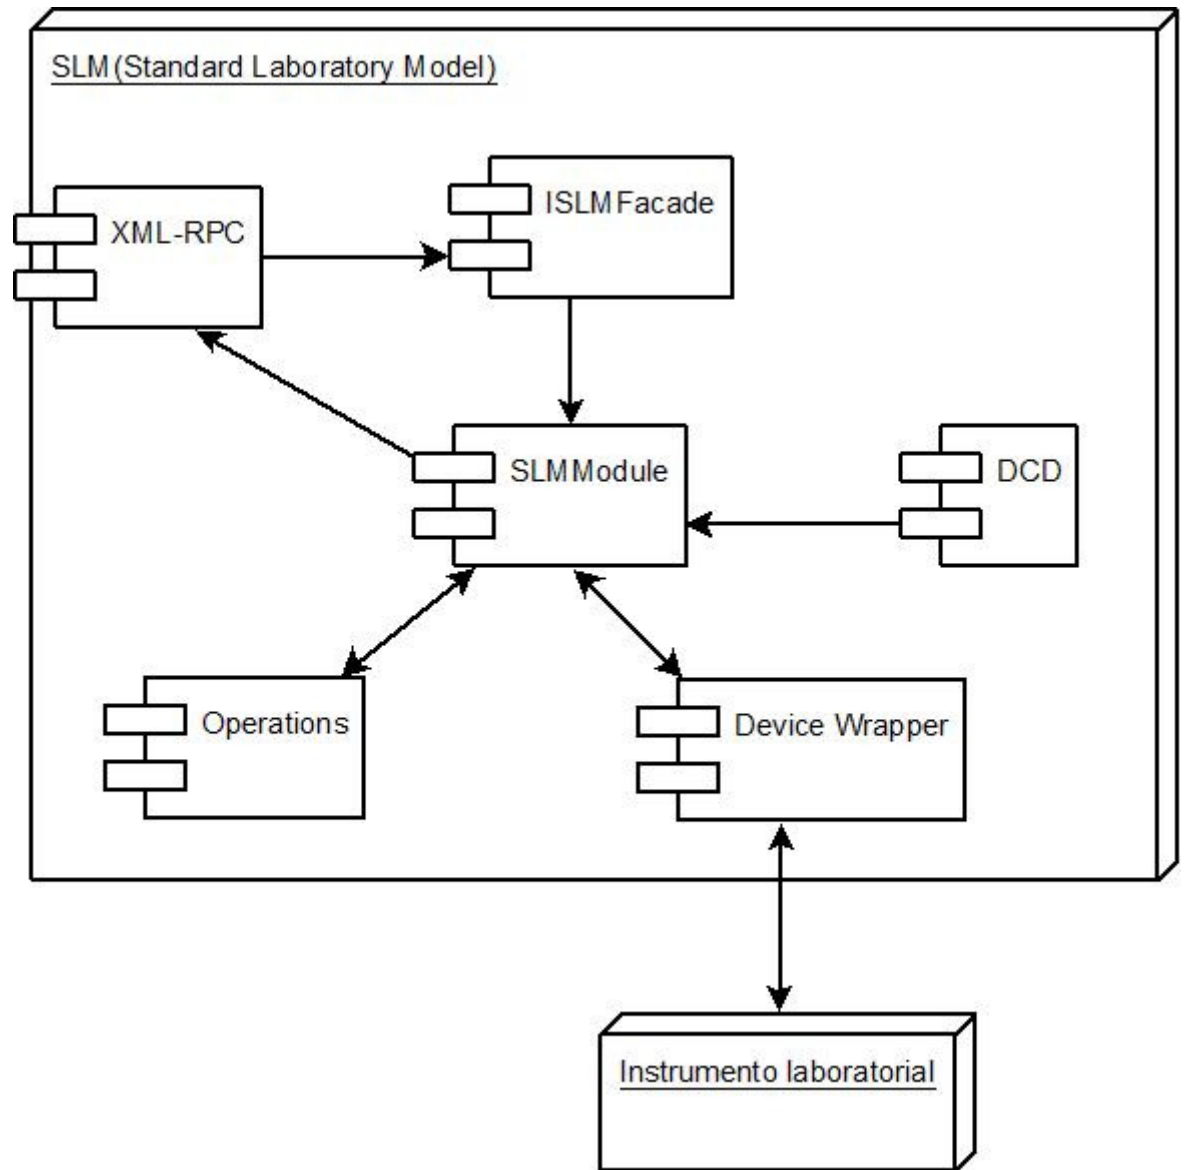 SLM(Standard Laboratory Model)
ISLMFacade
XML-RPC
SLMModule
DCD
Operations
Device Wrapper
Instrumento laboratorial